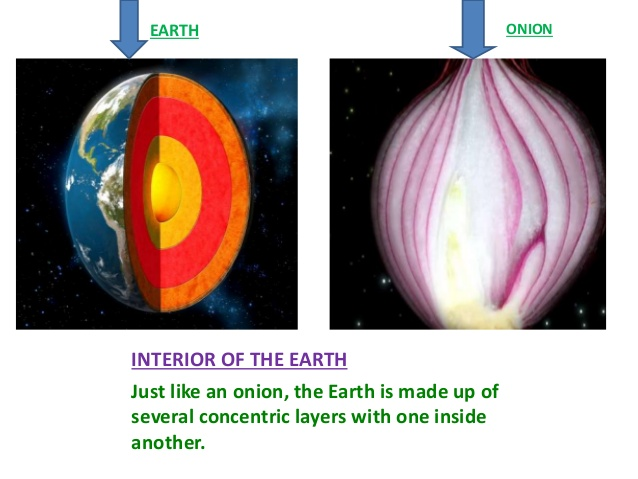 EARTH
ONION
INTERIOR OF THE EARTH
Just like an onion, the Earth is made up of
several concentric layers with one inside
another.